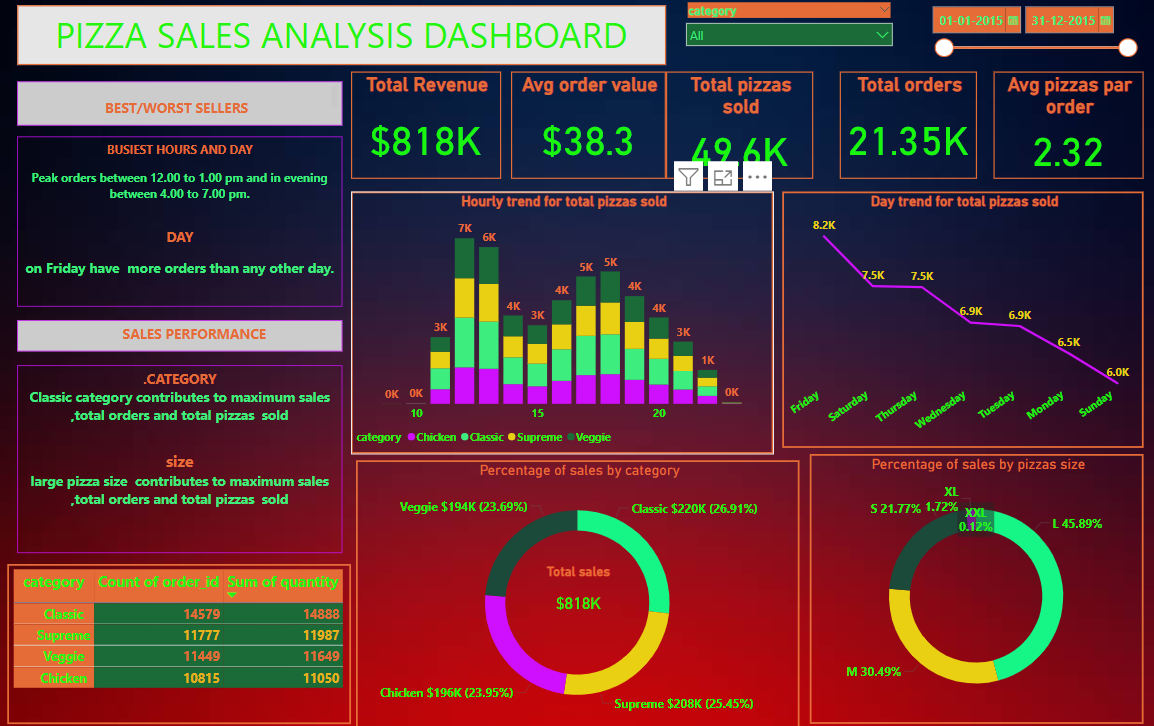 PIZZA SALES ANALYSIS DASHBOARD
category
All
01-01-2015
31-12-2015
BEST/WORST SELLERS
BUSIEST HOURS AND DAY
Peak orders between 12.00 to 1.00 pm and in evening
between 4.00 to 7.00 pm.
DAY
on Friday have more orders than any other day.
SALES PERFORMANCE
.CATEGORY
Classic category contributes to maximum sales
,total orders and total pizzas sold
size
large pizza size contributes to maximum sales
,total orders and total pizzas sold
category Count of order_id Sum of quantity
Classic 14579 14888
Supreme 11777 11987
Veggie 11449 11649
Chicken 10815 11050
Total Revenue
$818K
Avg order value
$38.3
Total pizzas
sold
49.6K
Total orders
21.35K
Avg pizzas par
order
2.32
Hourly trend for total pizzas sold
0K 0K 3K 7K 6K 4K 3K 4K 5K 5K 4K 4K 3K 1K 0K
10 15 20
category Chicken Classic Supreme Veggie
Day trend for total pizzas sold
8.2K 7.5K 7.5K 6.9K 6.9K 6.5K 6.0K
Friday Saturday Thursday Wednesday Tuesday Monday Sunday
Percentage of sales by category
Veggie $194K (23.69%)
Classic $220K (26.91%)
Total sales
$818K
Chicken $196K (23.95%)
Supreme $208K (25.45%)
Percentage of sales by pizzas size
XL
1.72%
S 21.77%
XXL
0.12%
L 45.89%
M 30.49%